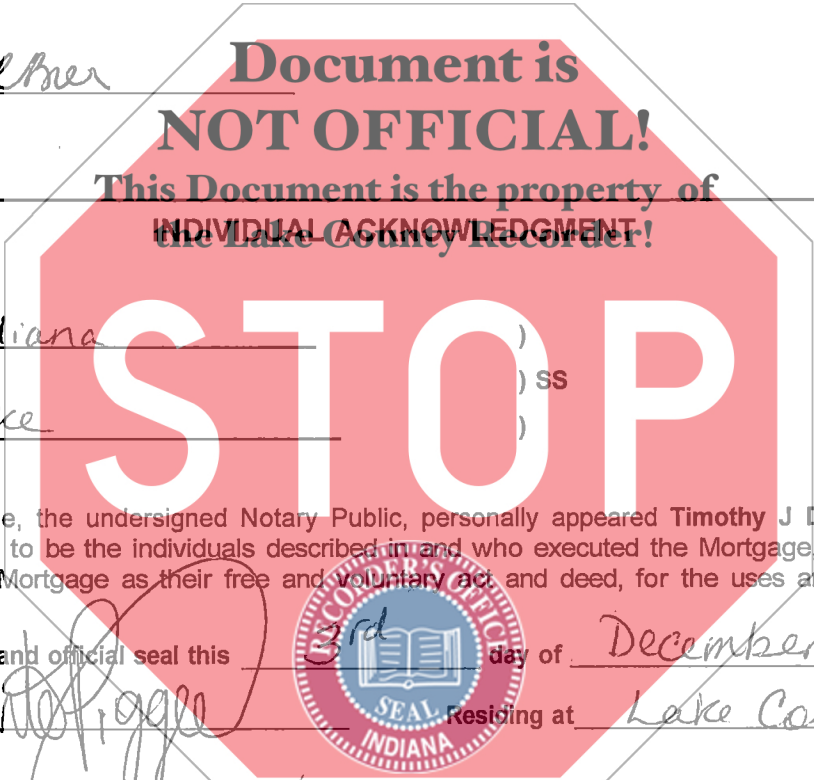 Document is
NOT OFFICIAL!
This Document is the property of
the Lake County Recorder!
INDIVIDUAL ACKNOWLEDGMENT
diana )
) SS
ke )
STOP
e, the undersigned Notary Public, personally appeared Timothy J D
to be the individuals described in and who executed the Mortgage,
Mortgage as their free and voluntary act and deed, for the uses a
and official seal this 3rd day of December
Residing at Lake Co
RECORDER'S OFFICE
SEAL
INDIANA